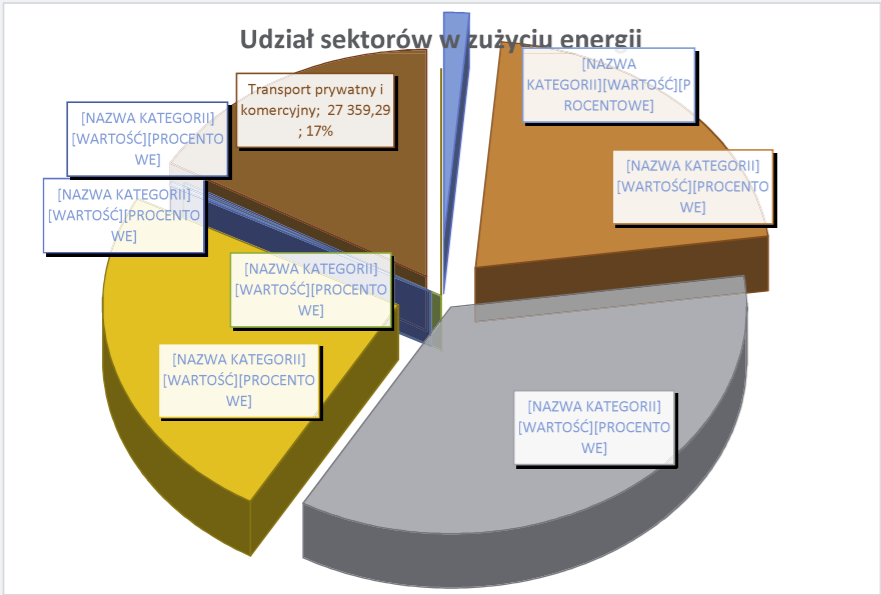 Udział sektorów w zużyciu energii
[NAZWA
KATEGORII][WARTOŚĆ][P
ROCENTOWE]
Transport prywatny i
komercyjny;  27 359,29
; 17%
[NAZWA KATEGORII]
[WARTOŚĆ][PROCENTO
WE]
[NAZWA KATEGORII]
[WARTOŚĆ][PROCENTO
WE]
[NAZWA KATEGORII]
[WARTOŚĆ][PROCENTO
WE]
[NAZWA KATEGORII]
[WARTOŚĆ][PROCENTO
WE]
[NAZWA KATEGORII]
[WARTOŚĆ][PROCENTO
WE]
[NAZWA KATEGORII]
[WARTOŚĆ][PROCENTO
WE]